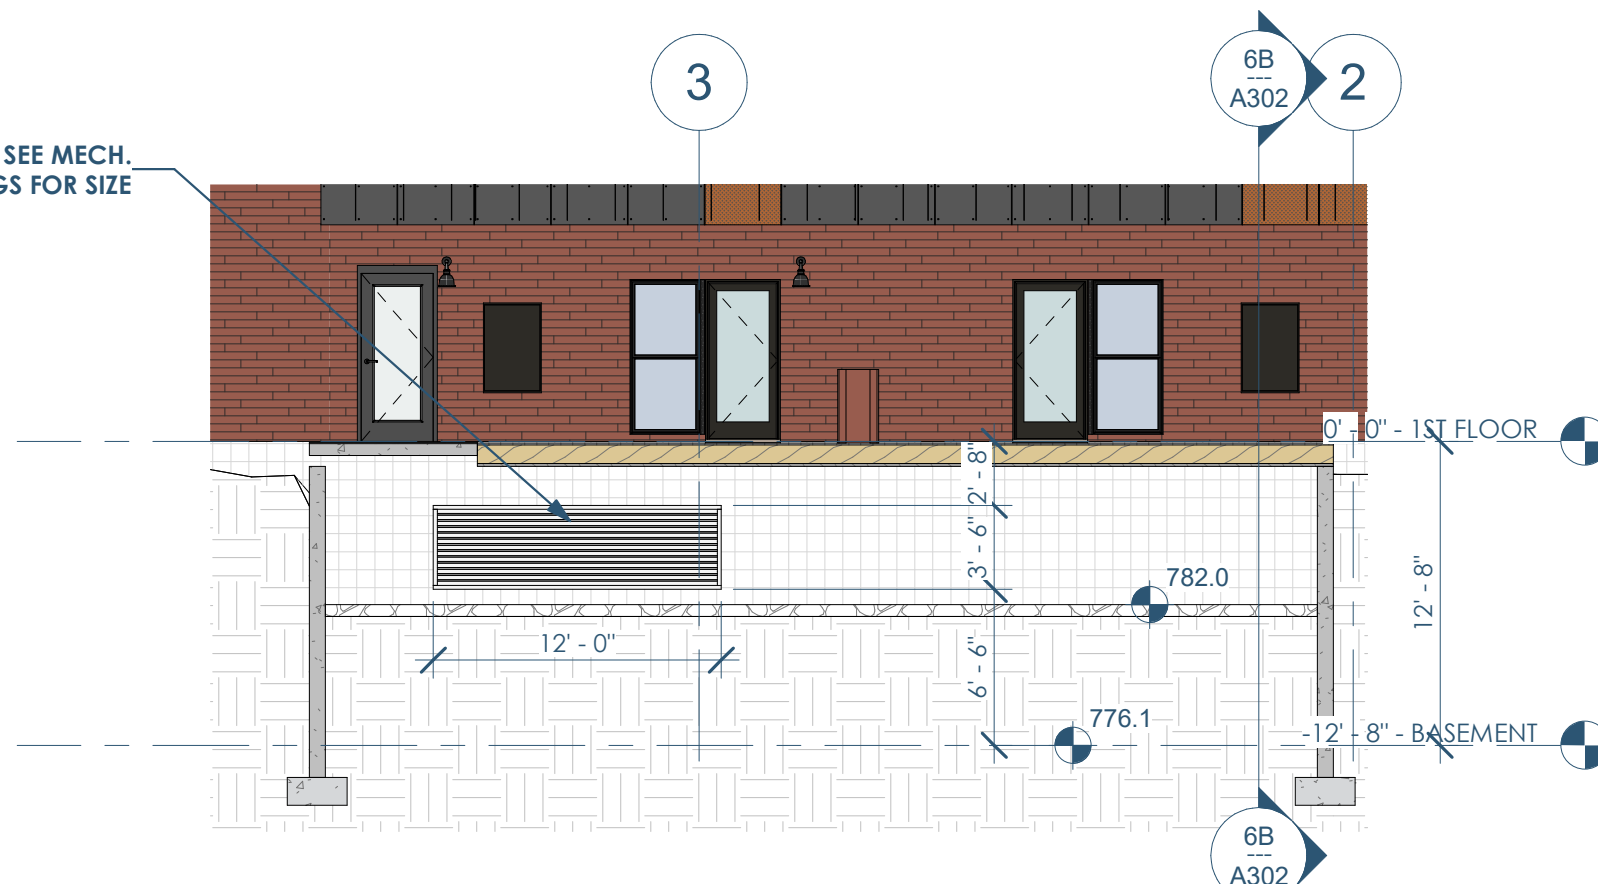 3
6B
---
A302
2
SEE MECH.
GS FOR SIZE
0' - 0" - 1ST FLOOR
2' - 8"
3' - 6"
782.0
12' - 8"
12' - 0"
6' - 6"
776.1
-12' - 8" - BASEMENT
6B
---
A302